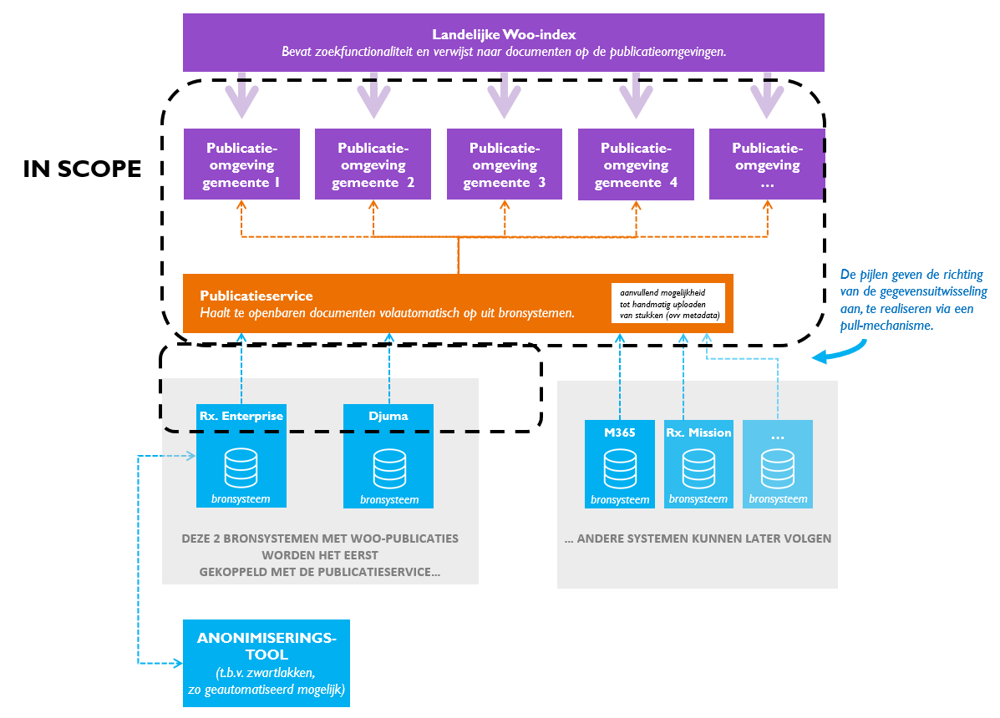 Landelijke Woo-index
Bevat zoekfunctionaliteit en verwijst naar documenten op de publicatieomgevingen.
IN SCOPE
Publicatie-
omgeving
gemeente 1
Publicatie-
omgeving
gemeente 2
Publicatie-
omgeving
gemeente 3
Publicatie-
omgeving
gemeente 4
Publicatie-
omgeving
...
De pijlen geven de richting
van de gegevensuitwisseling
aan, te realiseren via een
pull-mechanisme.
Publicatieservice
Haalt te openbaren documenten volautomatisch op uit bronsystemen.
aanvullend mogelijkheid
tot handmatig uploaden
van stukken (ovv metadata)
Rx. Enterprise
bronsysteem
Djuma
bronsysteem
DEZE 2 BRONSYSTEMEN MET WOO-PUBLICATIES
WORDEN HET EERST
GEKOPPELD MET DE PUBLICATIESERVICE...
M365
bronsysteem
Rx. Mission
bronsysteem
...
bronsysteem
... ANDERE SYSTEMEN KUNNEN LATER VOLGEN
ANONIMISERINGS-
TOOL
(t.b.v. zwartlakken,
zo geautomatiseerd mogelijk)